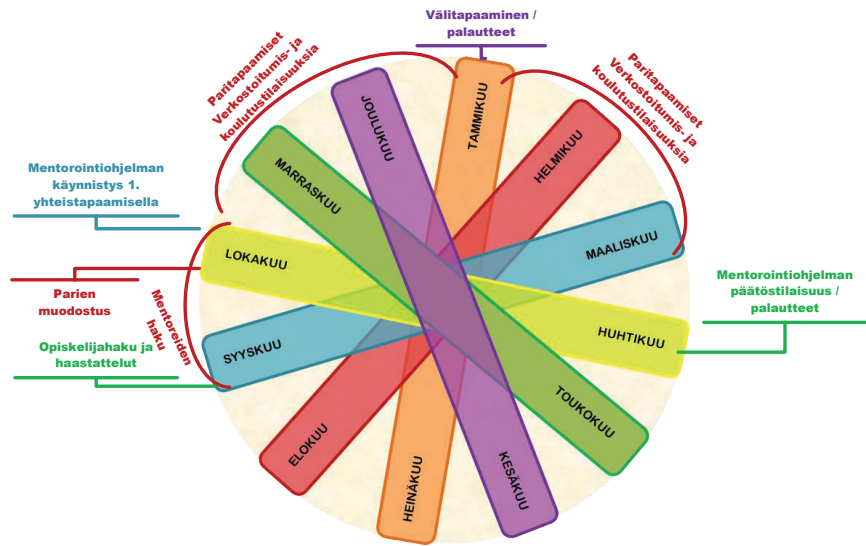 Välitapaaminen /
palautteet
Paritapaamiset
Verkostoitumis- ja
koulutustilaisuuksia
Paritapaamiset
Verkostoitumis- ja
koulutustilaisuuksia
TAMMIKUU
HELMIKUU
MAALISKUU
HUHTIKUU
TOUKOKUU
KESÄKUU
HEINÄKUU
ELOKUU
SYYSKUU
LOKAKUU
MARRASKUU
JOULUKUU
Mentorointiohjelman
käynnistys 1.
yhteistapaamisella
Parien
muodostus
Mentoreiden
haku
Opiskelijahaku ja
haastattelut
Mentorointiohjelman
päätöstilaisuus /
palautteet